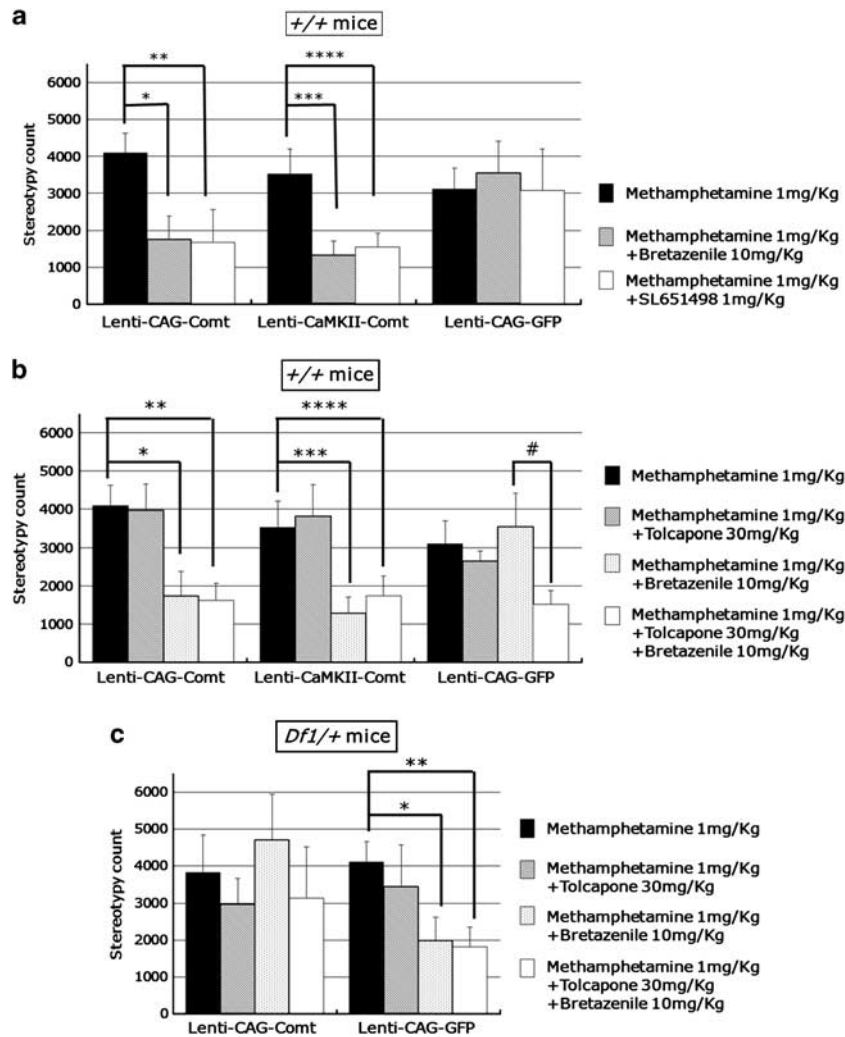 a
+/+ mice
** ****
* ***
6000
5000
4000
3000
2000
1000
0
Stereotypy count
Lenti-CAG-Comt Lenti-CaMKII-Comt Lenti-CAG-GFP
Methamphetamine 1mg/Kg
Methamphetamine 1mg/Kg
+Bretazenile 10mg/Kg
Methamphetamine 1mg/Kg
+SL651498 1mg/Kg
b
+/+ mice
** ****
* *** #
6000
5000
4000
3000
2000
1000
0
Stereotypy count
Lenti-CAG-Comt Lenti-CaMKII-Comt Lenti-CAG-GFP
Methamphetamine 1mg/Kg
Methamphetamine 1mg/Kg
+Tolcapone 30mg/Kg
Methamphetamine 1mg/Kg
+Bretazenile 10mg/Kg
Methamphetamine 1mg/Kg
+Tolcapone 30mg/Kg
+Bretazenile 10mg/Kg
c
Df1/+ mice
**
*
6000
5000
4000
3000
2000
1000
0
Stereotypy count
Lenti-CAG-Comt Lenti-CAG-GFP
Methamphetamine 1mg/Kg
Methamphetamine 1mg/Kg
+Tolcapone 30mg/Kg
Methamphetamine 1mg/Kg
+Bretazenile 10mg/Kg
Methamphetamine 1mg/Kg
+Tolcapone 30mg/Kg
+Bretazenile 10mg/Kg